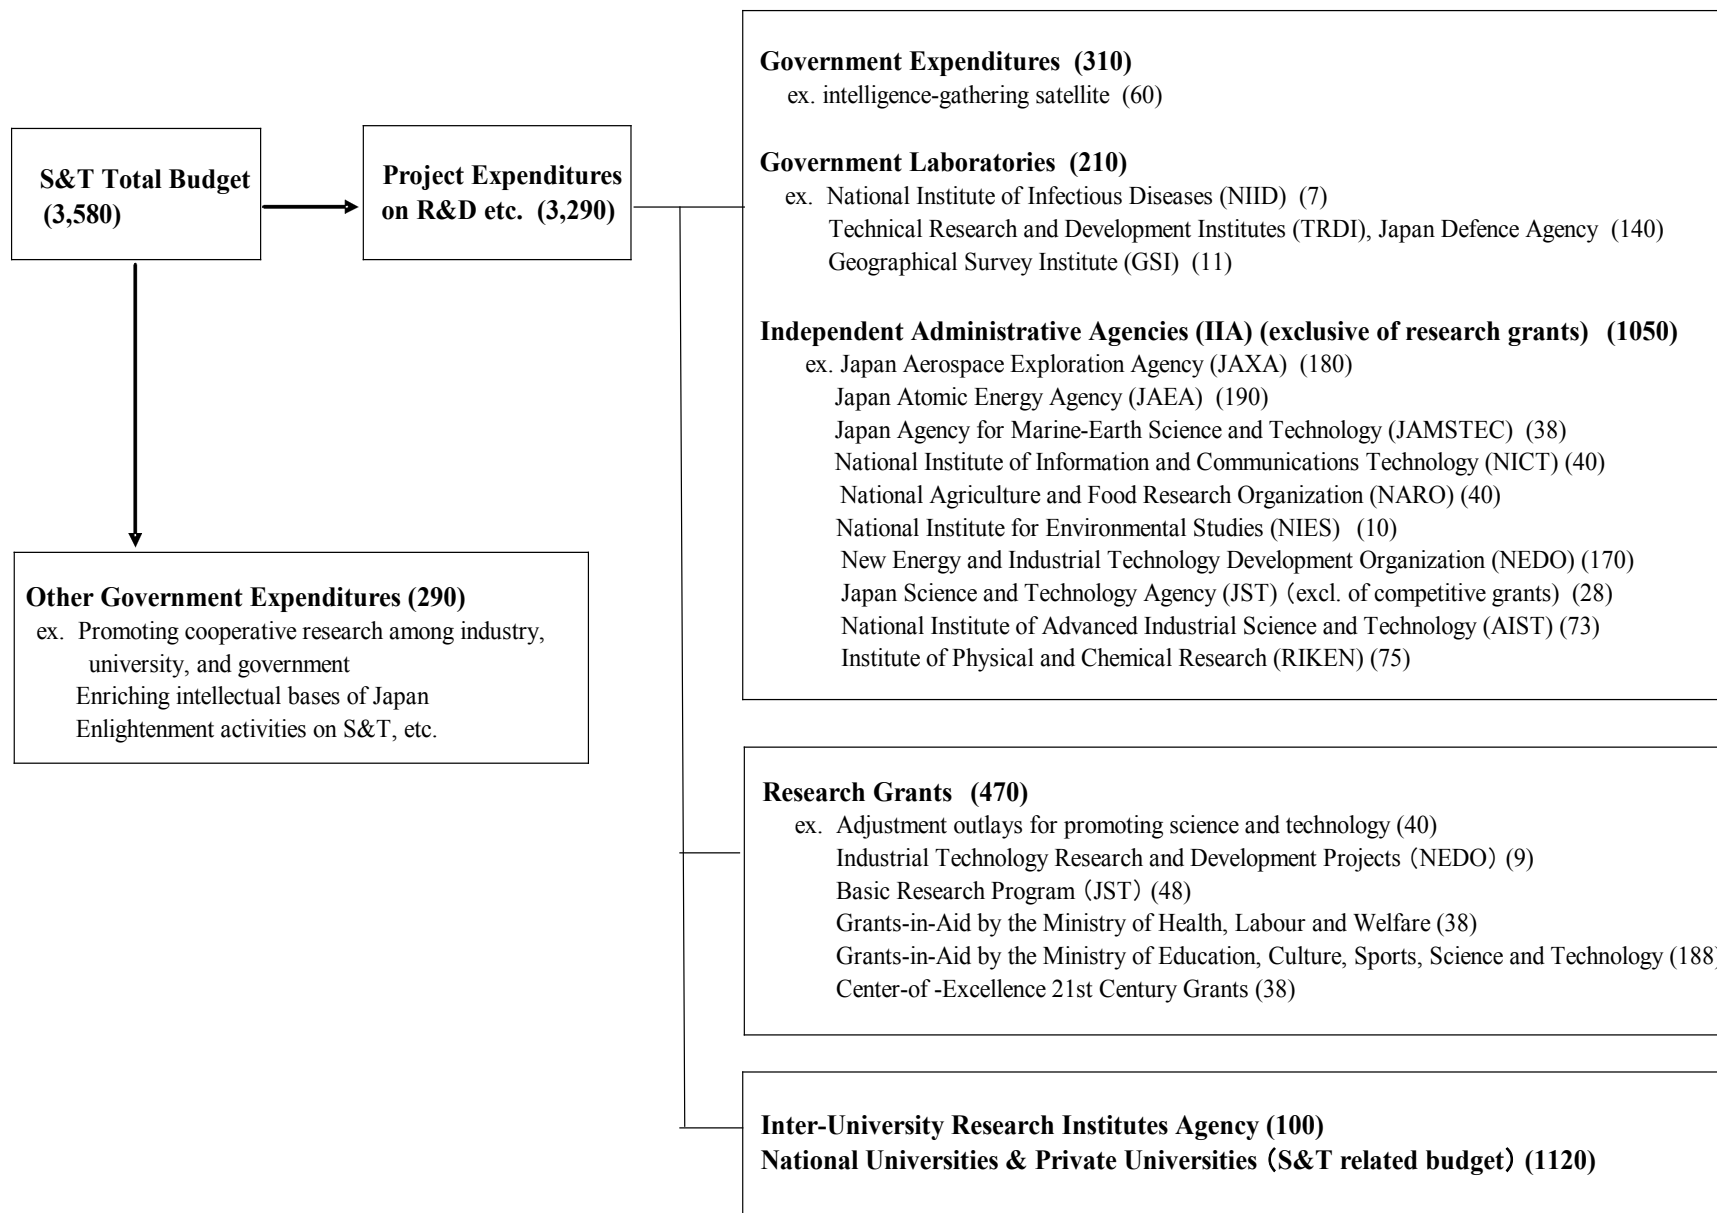 S&T Total Budget
(3,580)
Project Expenditures
on R&D etc.  (3,290)
Other Government Expenditures (290)
ex.  Promoting cooperative research among industry,
university, and government
Enriching intellectual bases of Japan
Enlightenment activities on S&T, etc.
Government Expenditures  (310)
ex. intelligence-gathering satellite  (60)
Government Laboratories  (210)
ex.  National Institute of Infectious Diseases (NIID)  (7)
Technical Research and Development Institutes (TRDI), Japan Defence Agency  (140)
Geographical Survey Institute (GSI)  (11)
Independent Administrative Agencies (IIA) (exclusive of research grants)  (1050)
ex. Japan Aerospace Exploration Agency (JAXA)  (180)
Japan Atomic Energy Agency (JAEA)  (190)
Japan Agency for Marine-Earth Science and Technology (JAMSTEC)  (38)
National Institute of Information and Communications Technology (NICT) (40)
National Agriculture and Food Research Organization (NARO) (40)
National Institute for Environmental Studies (NIES)  (10)
New Energy and Industrial Technology Development Organization (NEDO) (170)
Japan Science and Technology Agency (JST)（excl. of competitive grants）(28)
National Institute of Advanced Industrial Science and Technology (AIST) (73)
Institute of Physical and Chemical Research (RIKEN) (75)
Research Grants  (470)
ex.  Adjustment outlays for promoting science and technology (40)
Industrial Technology Research and Development Projects（NEDO）(9)
Basic Research Program（JST）(48)
Grants-in-Aid by the Ministry of Health, Labour and Welfare (38)
Grants-in-Aid by the Ministry of Education, Culture, Sports, Science and Technology (188)
Center-of -Excellence 21st Century Grants (38)
Inter-University Research Institutes Agency (100)
National Universities & Private Universities（S&T related budget）(1120)